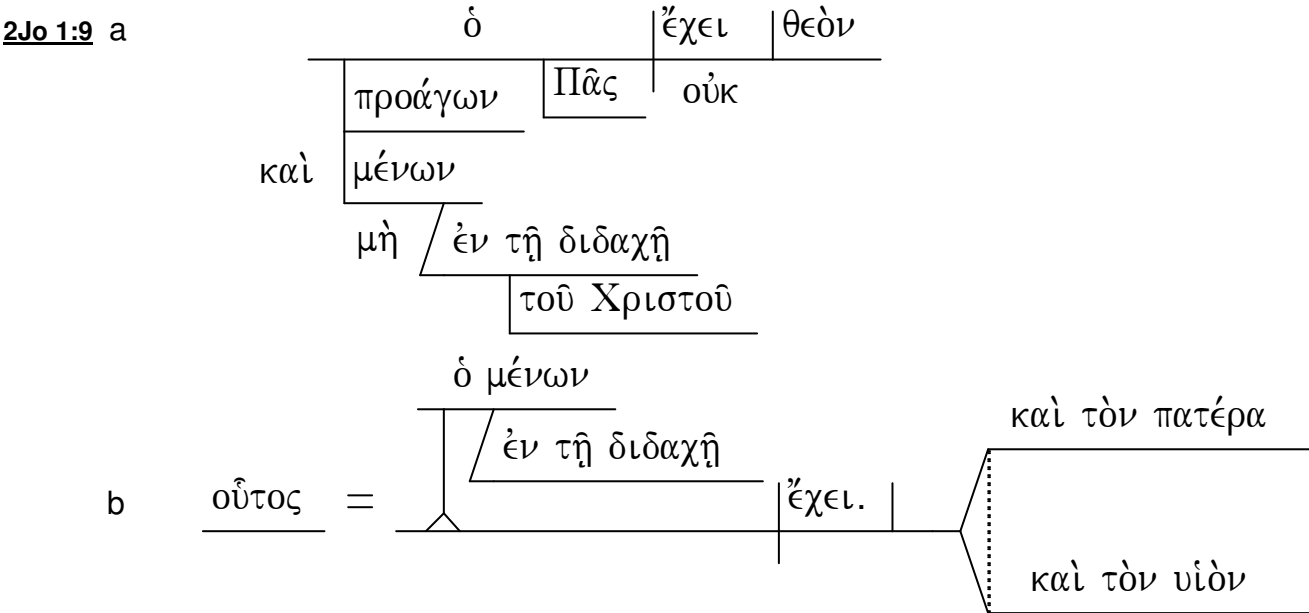 2Jo 1:9 a ὁ ἔχει θεὸν
προάγων Πᾶς οὐκ
καὶ μένων
μὴ ἐν τῇ διδαχῇ
τοῦ Χριστοῦ
ὁ μένων
καὶ τὸν πατέρα
ἐν τῇ διδαχῇ
b οὗτος = ἔχει.
καὶ τὸν υἱὸν